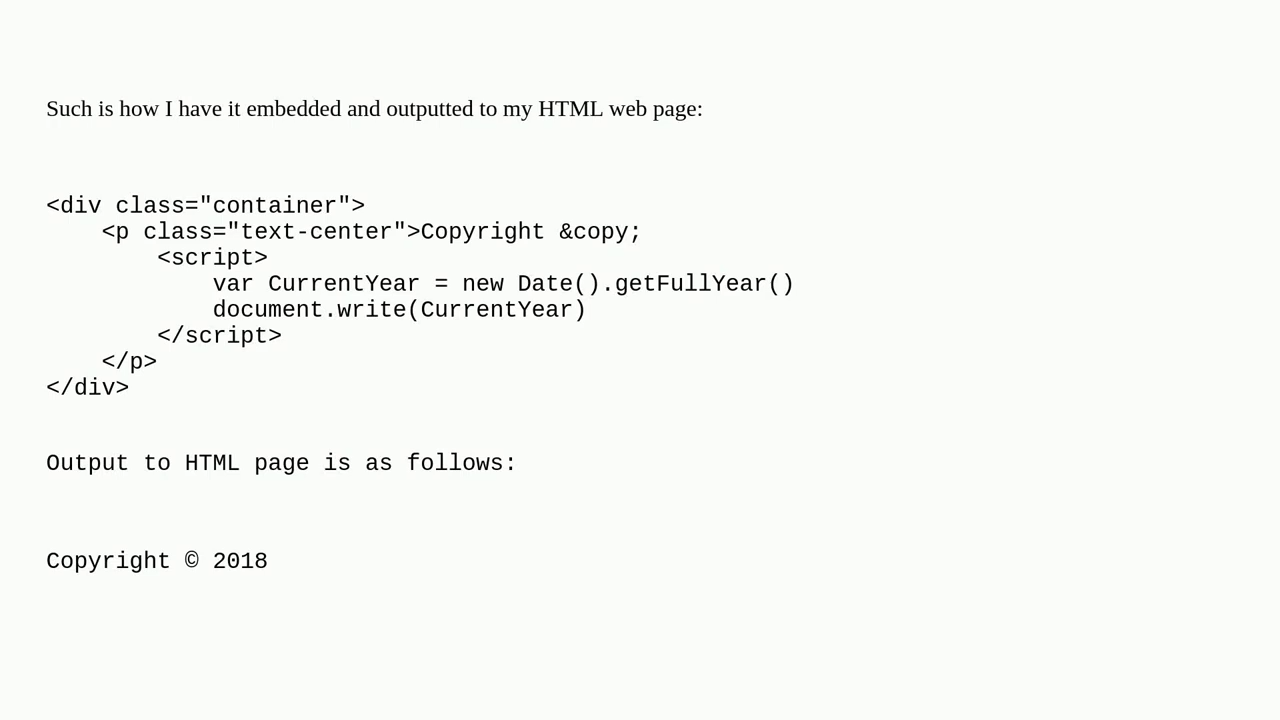 Such is how I have it embedded and outputted to my HTML web page:
<div class="container">
    <p class="text-center">Copyright &copy;
        <script>
            var CurrentYear = new Date().getFullYear()
            document.write(CurrentYear)
        </script>
    </p>
</div>
Output to HTML page is as follows:
Copyright © 2018